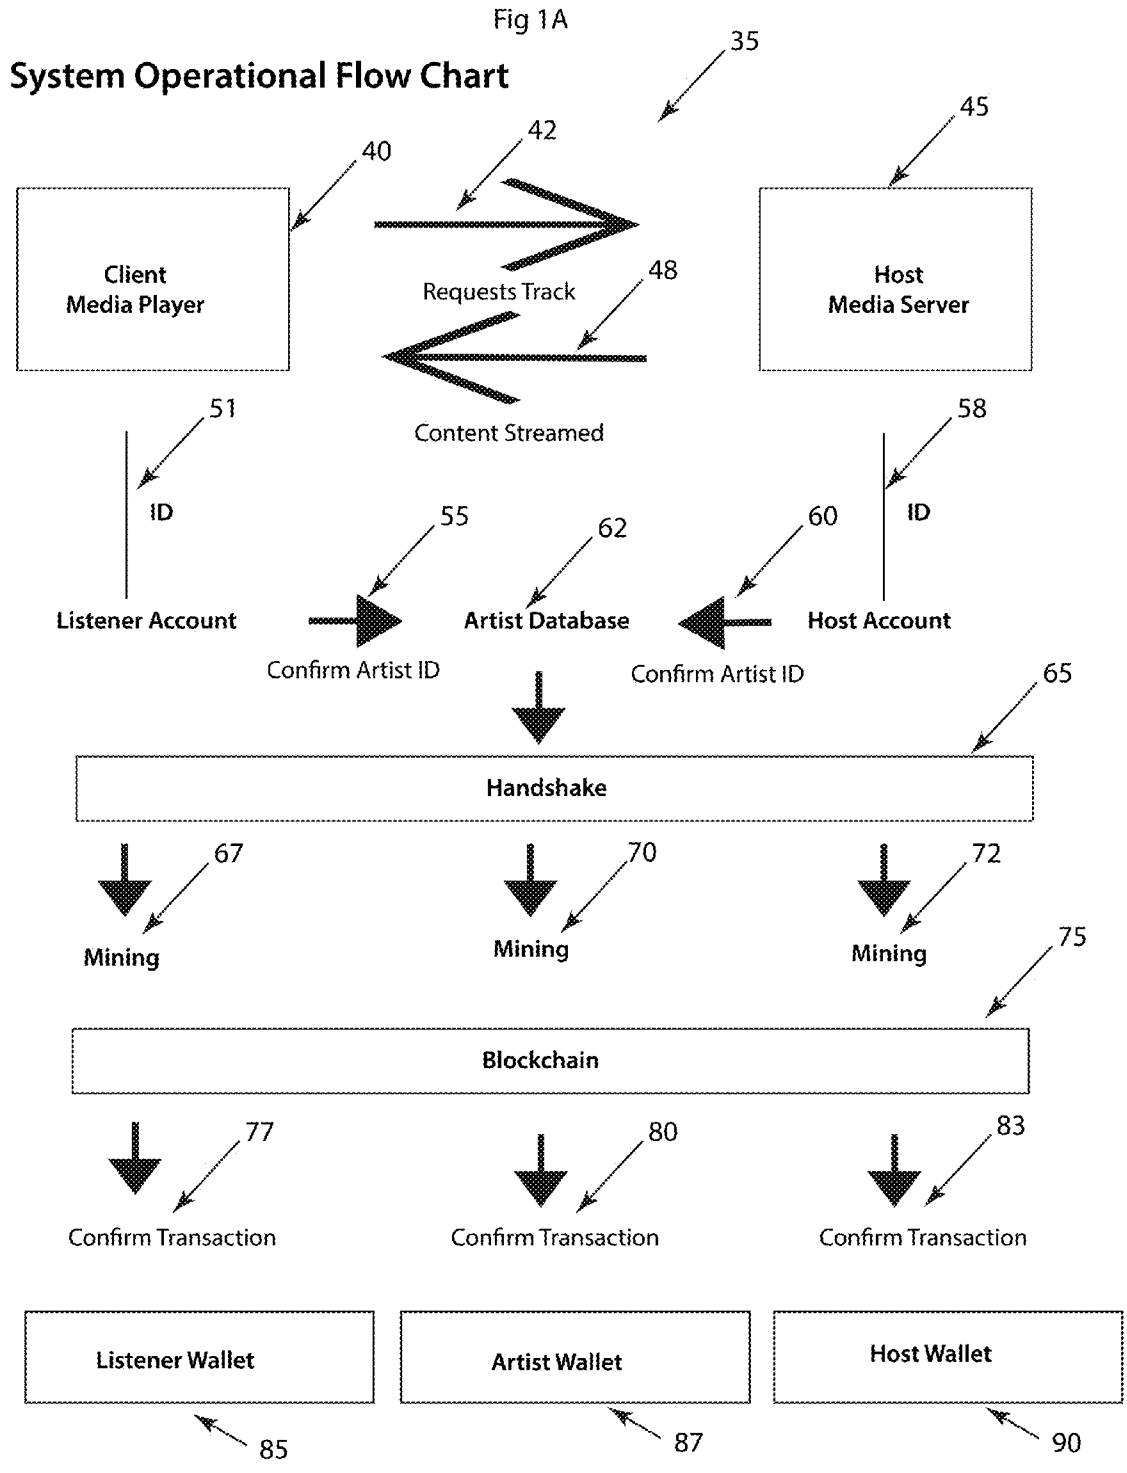 Fig 1A
35
System Operational Flow Chart
45
42
40
Client
Media Player
Host
Media Server
48
Requests Track
51
58
Content Streamed
ID
ID
55
62
60
Listener Account
Artist Database
Host Account
Confirm Artist ID
Confirm Artist ID
65
Handshake
67
70
72
Mining
Mining
Mining
75
Blockchain
77
80
83
Confirm Transaction
Confirm Transaction
Confirm Transaction
Listener Wallet
Artist Wallet
Host Wallet
85
87
90